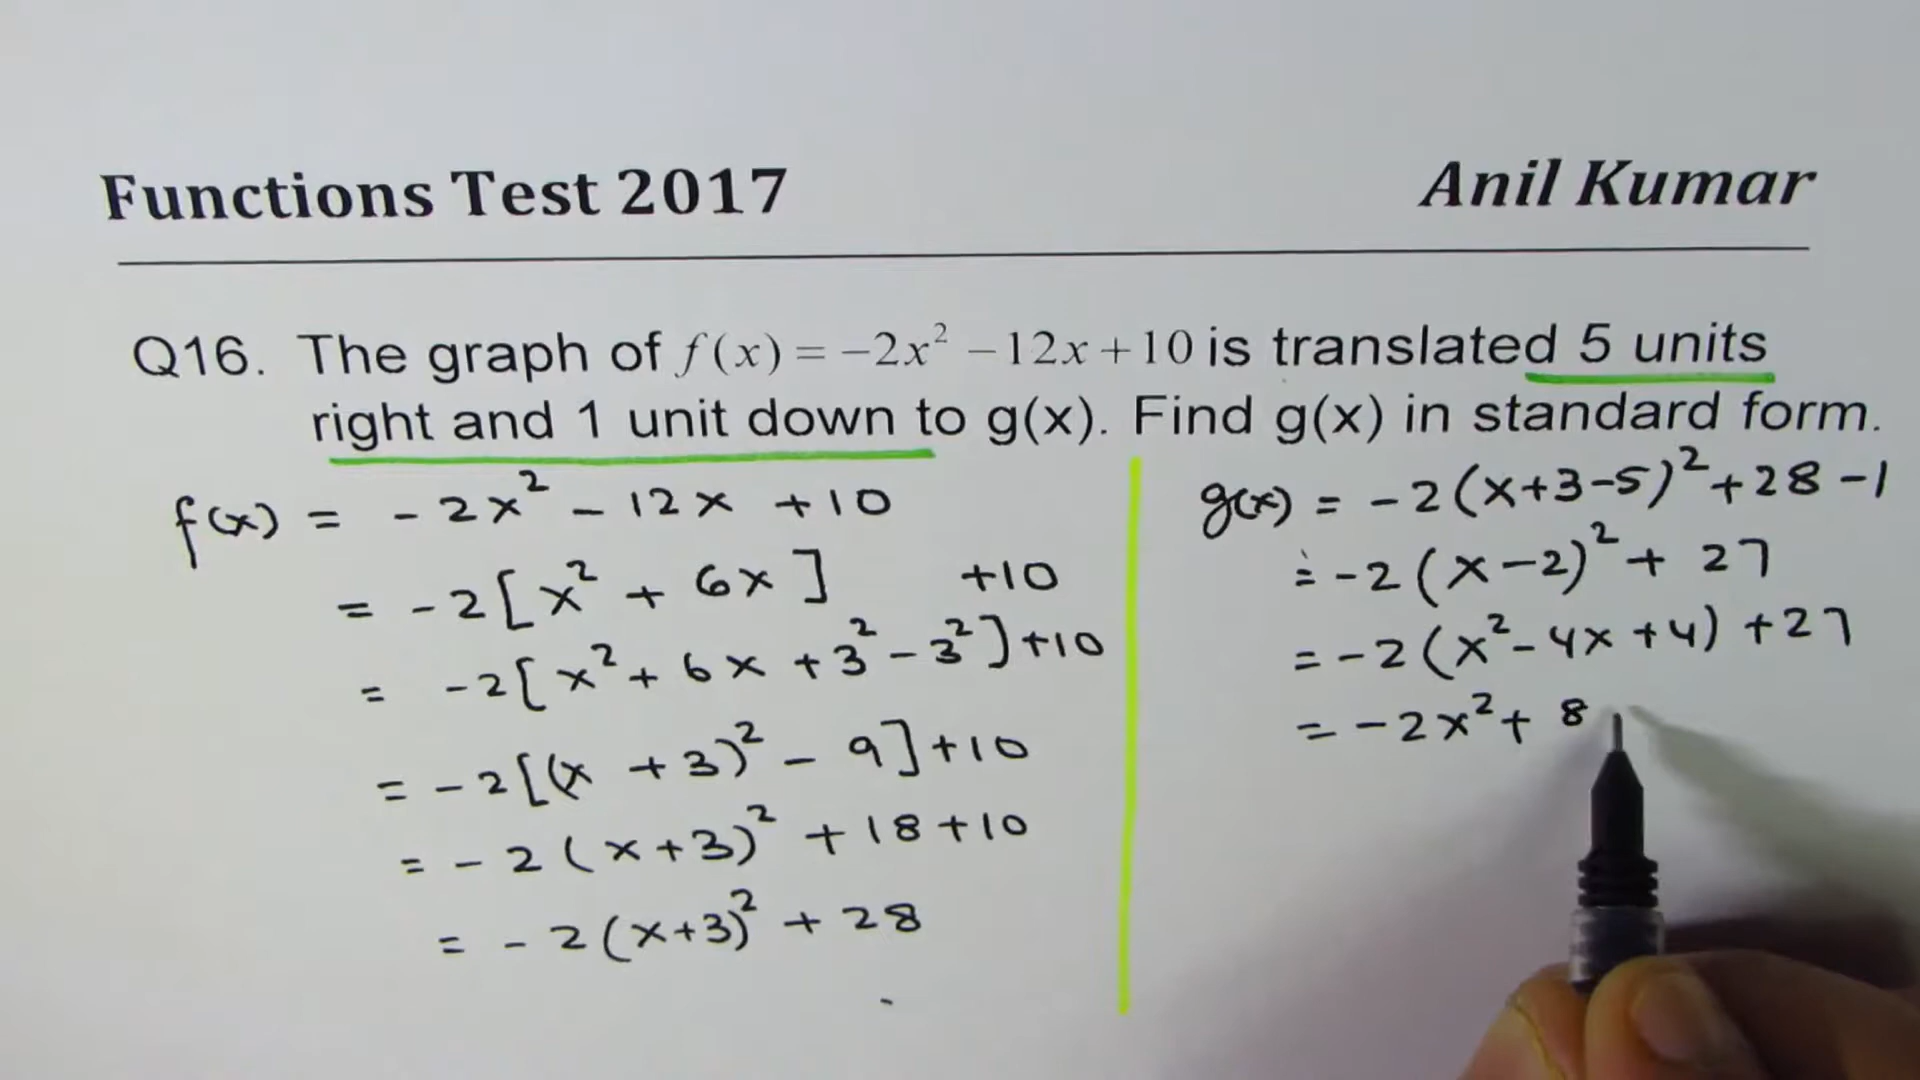 Functions Test 2017 Anil Kumar
Q16. The graph of f(x) = −2x² − 12x + 10 is translated 5 units
right and 1 unit down to g(x). Find g(x) in standard form.
f(x) = - 2x² - 12x + 10
= - 2[x² + 6x] + 10
= - 2[x² + 6x + 3² - 3²] + 10
= - 2[(x + 3)² - 9] + 10
= - 2(x+3)² + 18 + 10
= - 2(x+3)² + 28
g(x) = -2(x+3-5)² + 28 - 1
= -2(x-2)² + 27
= -2(x² - 4x + 4) + 27
= -2x² + 8